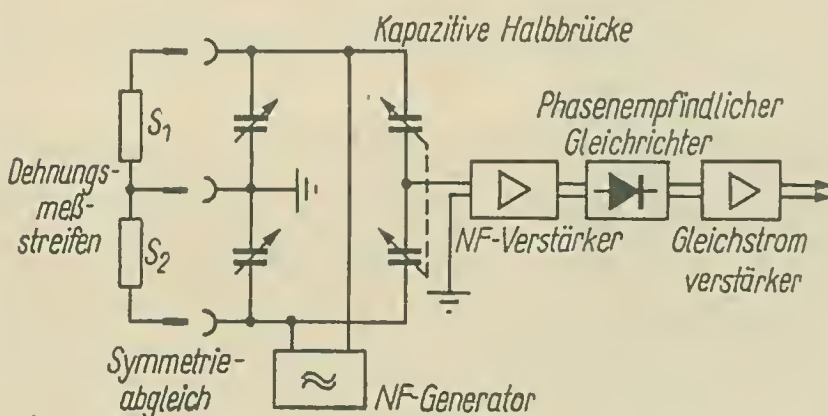 Kapazitive Halbbrücke
Phasenempfindlicher
Gleichrichter
S1
Dehnungs-
meß-
streifen
S2
NF-Verstärker
Gleichstrom
verstärker
Symmetrie-
abgleich
NF-Generator